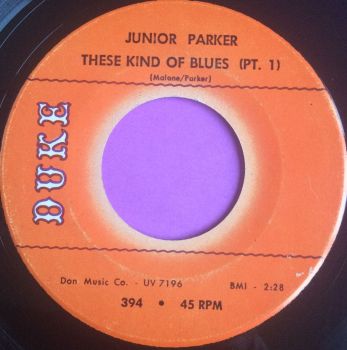 JUNIOR PARKER
THESE KIND OF BLUES (PT. 1)
(Malone/Parker)
DUKE
Don Music Co. - UV 7196
BMI - 2:28
394 • 45 RPM